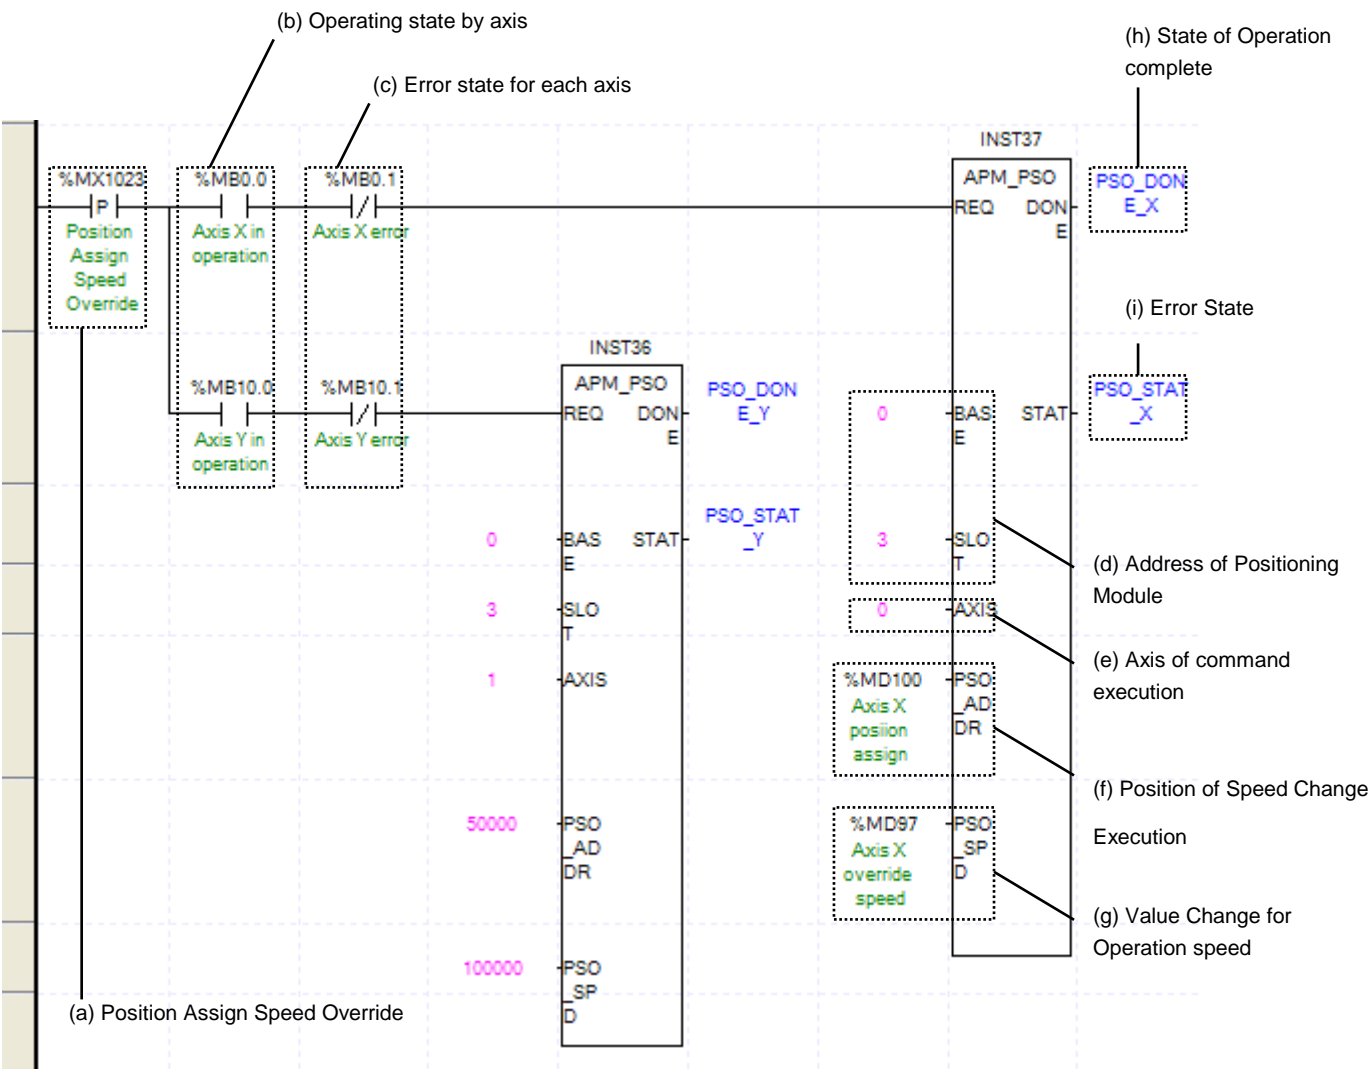 (b) Operating state by axis
(h) State of Operation
complete
(c) Error state for each axis
INST37
%MX1023
P
Position
Assign
Speed
Override
%MB0.0
Axis X in
operation
%MB0.1
Axis X error
APM_PSO
REQ DON
E
PSO_DON
E_X
(i) Error State
INST36
%MB10.0
Axis Y in
operation
%MB10.1
Axis Y error
APM_PSO
REQ DON
E
PSO_DON
E_Y
0
BAS STAT
E
PSO_STAT
_X
0
BAS STAT
E
PSO_STAT
_Y
3
SLO
T
(d) Address of Positioning
Module
3
SLO
T
0
AXIS
(e) Axis of command
execution
1
AXIS
%MD100
Axis X
posiion
assign
PSO
_AD
DR
(f) Position of Speed Change
Execution
50000
PSO
_AD
DR
%MD97
Axis X
override
speed
PSO
_SP
D
(g) Value Change for
Operation speed
100000
PSO
_SP
D
(a) Position Assign Speed Override